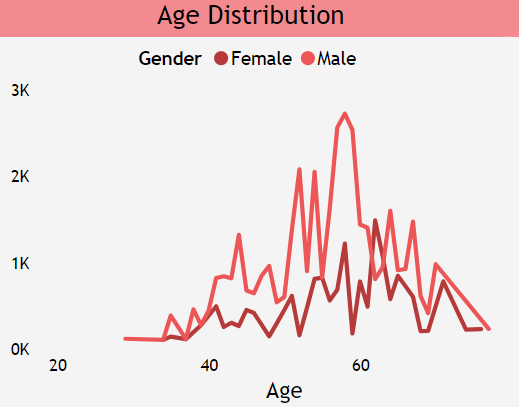 Age Distribution
Gender Female Male
3K
2K
1K
0K
20 40 60
Age